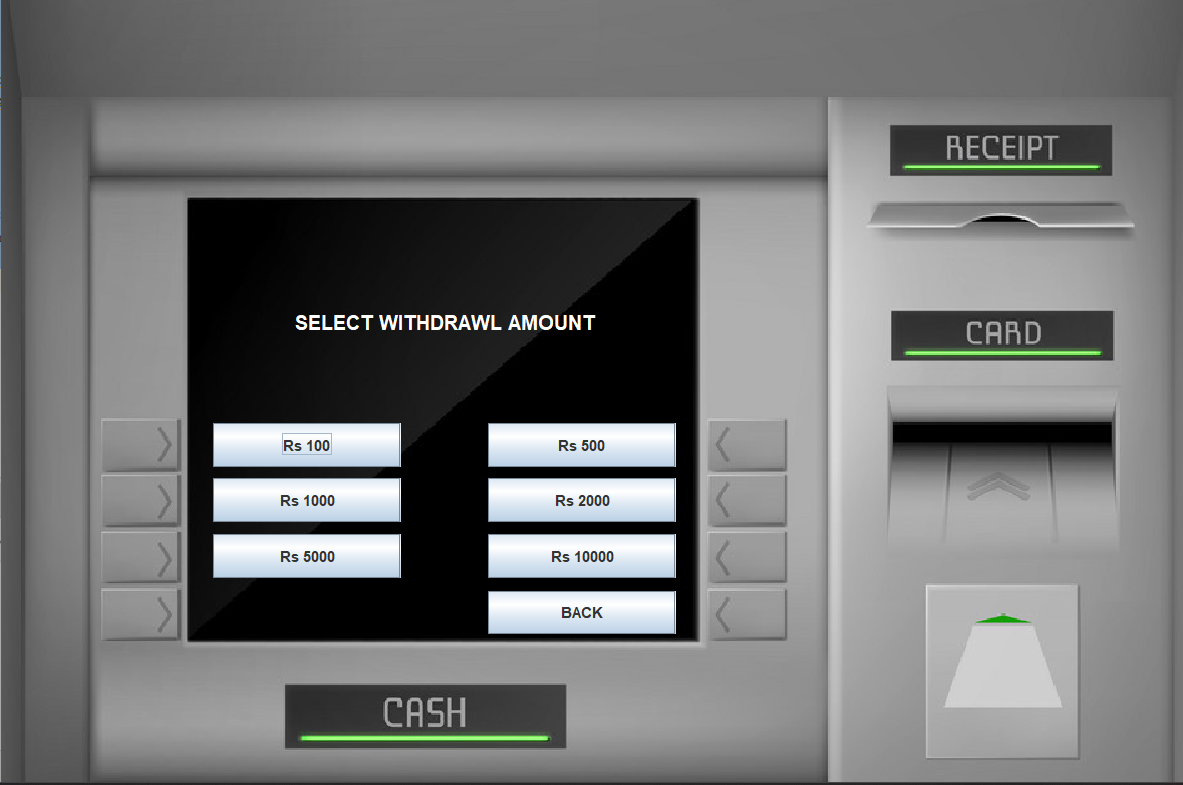 RECEIPT
SELECT WITHDRAWL AMOUNT
CARD
Rs 100
Rs 500
Rs 1000
Rs 2000
Rs 5000
Rs 10000
BACK
CASH